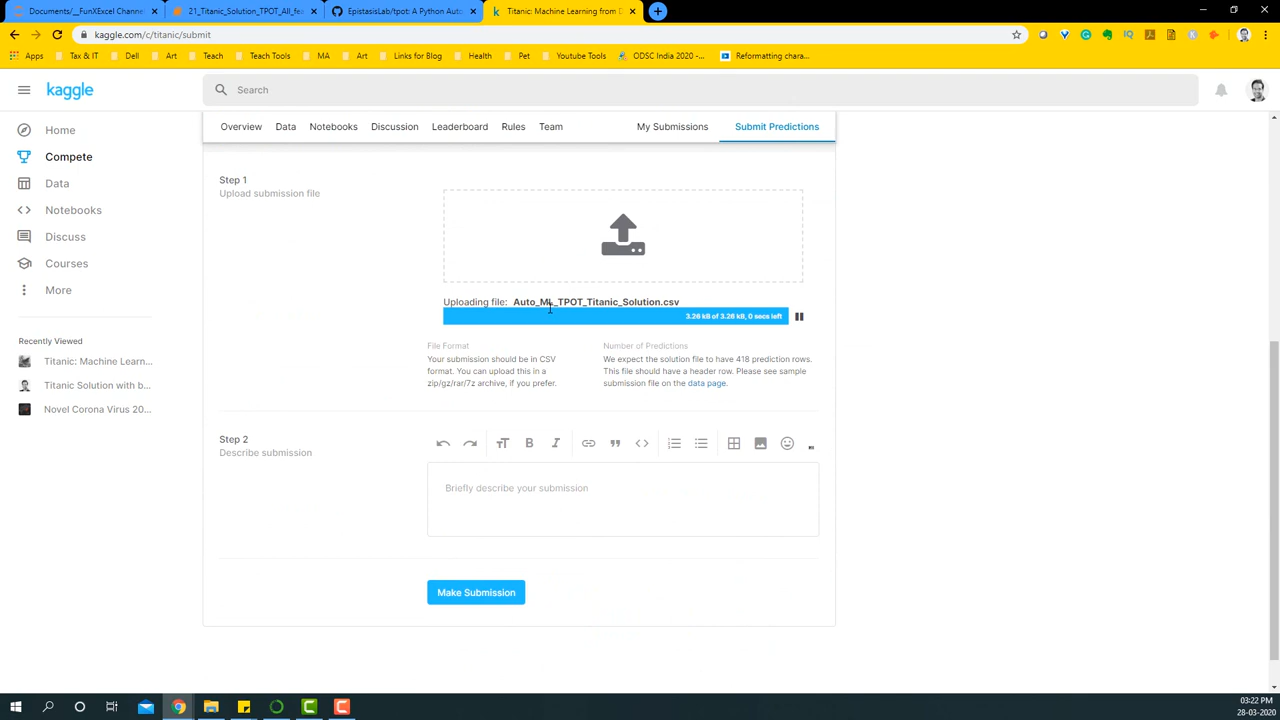 Documents/__FunXExcel Channel
21_Titanic_Solution_TPOT_All_fea
EpistasisLab/tpot: A Python Auto
Titanic: Machine Learning from D
kaggle.com/c/titanic/submit
Apps
Tax & IT
Dell
Art
Teach
Teach Tools
MA
Art
Links for Blog
Health
Pet
Youtube Tools
ODSC India 2020 -...
Reformatting chara...
kaggle
Search
Home
Compete
Data
Notebooks
Discuss
Courses
More
Recently Viewed
Titanic: Machine Learn...
Titanic Solution with b...
Novel Corona Virus 20...
Overview
Data
Notebooks
Discussion
Leaderboard
Rules
Team
My Submissions
Submit Predictions
Step 1
Upload submission file
Uploading file: Auto_ML_TPOT_Titanic_Solution.csv
3.26 kB of 3.26 kB, 0 secs left
File Format
Your submission should be in CSV
format. You can upload this in a
zip/gz/rar/7z archive, if you prefer.
Number of Predictions
We expect the solution file to have 418 prediction rows.
This file should have a header row. Please see sample
submission file on the data page.
Step 2
Describe submission
Briefly describe your submission
Make Submission
03:22 PM
28-03-2020